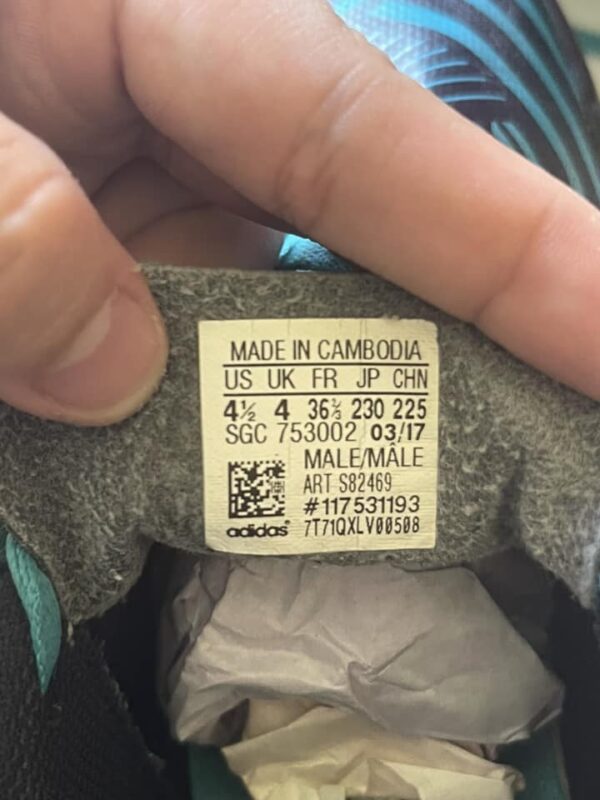 MADE IN CAMBODIA
US UK FR JP CHN
4½ 4 36⅔ 230 225
SGC 753002 03/17
MALE/MÂLE
ART S82469
#117531193
adidas® 7T71QXLV00508